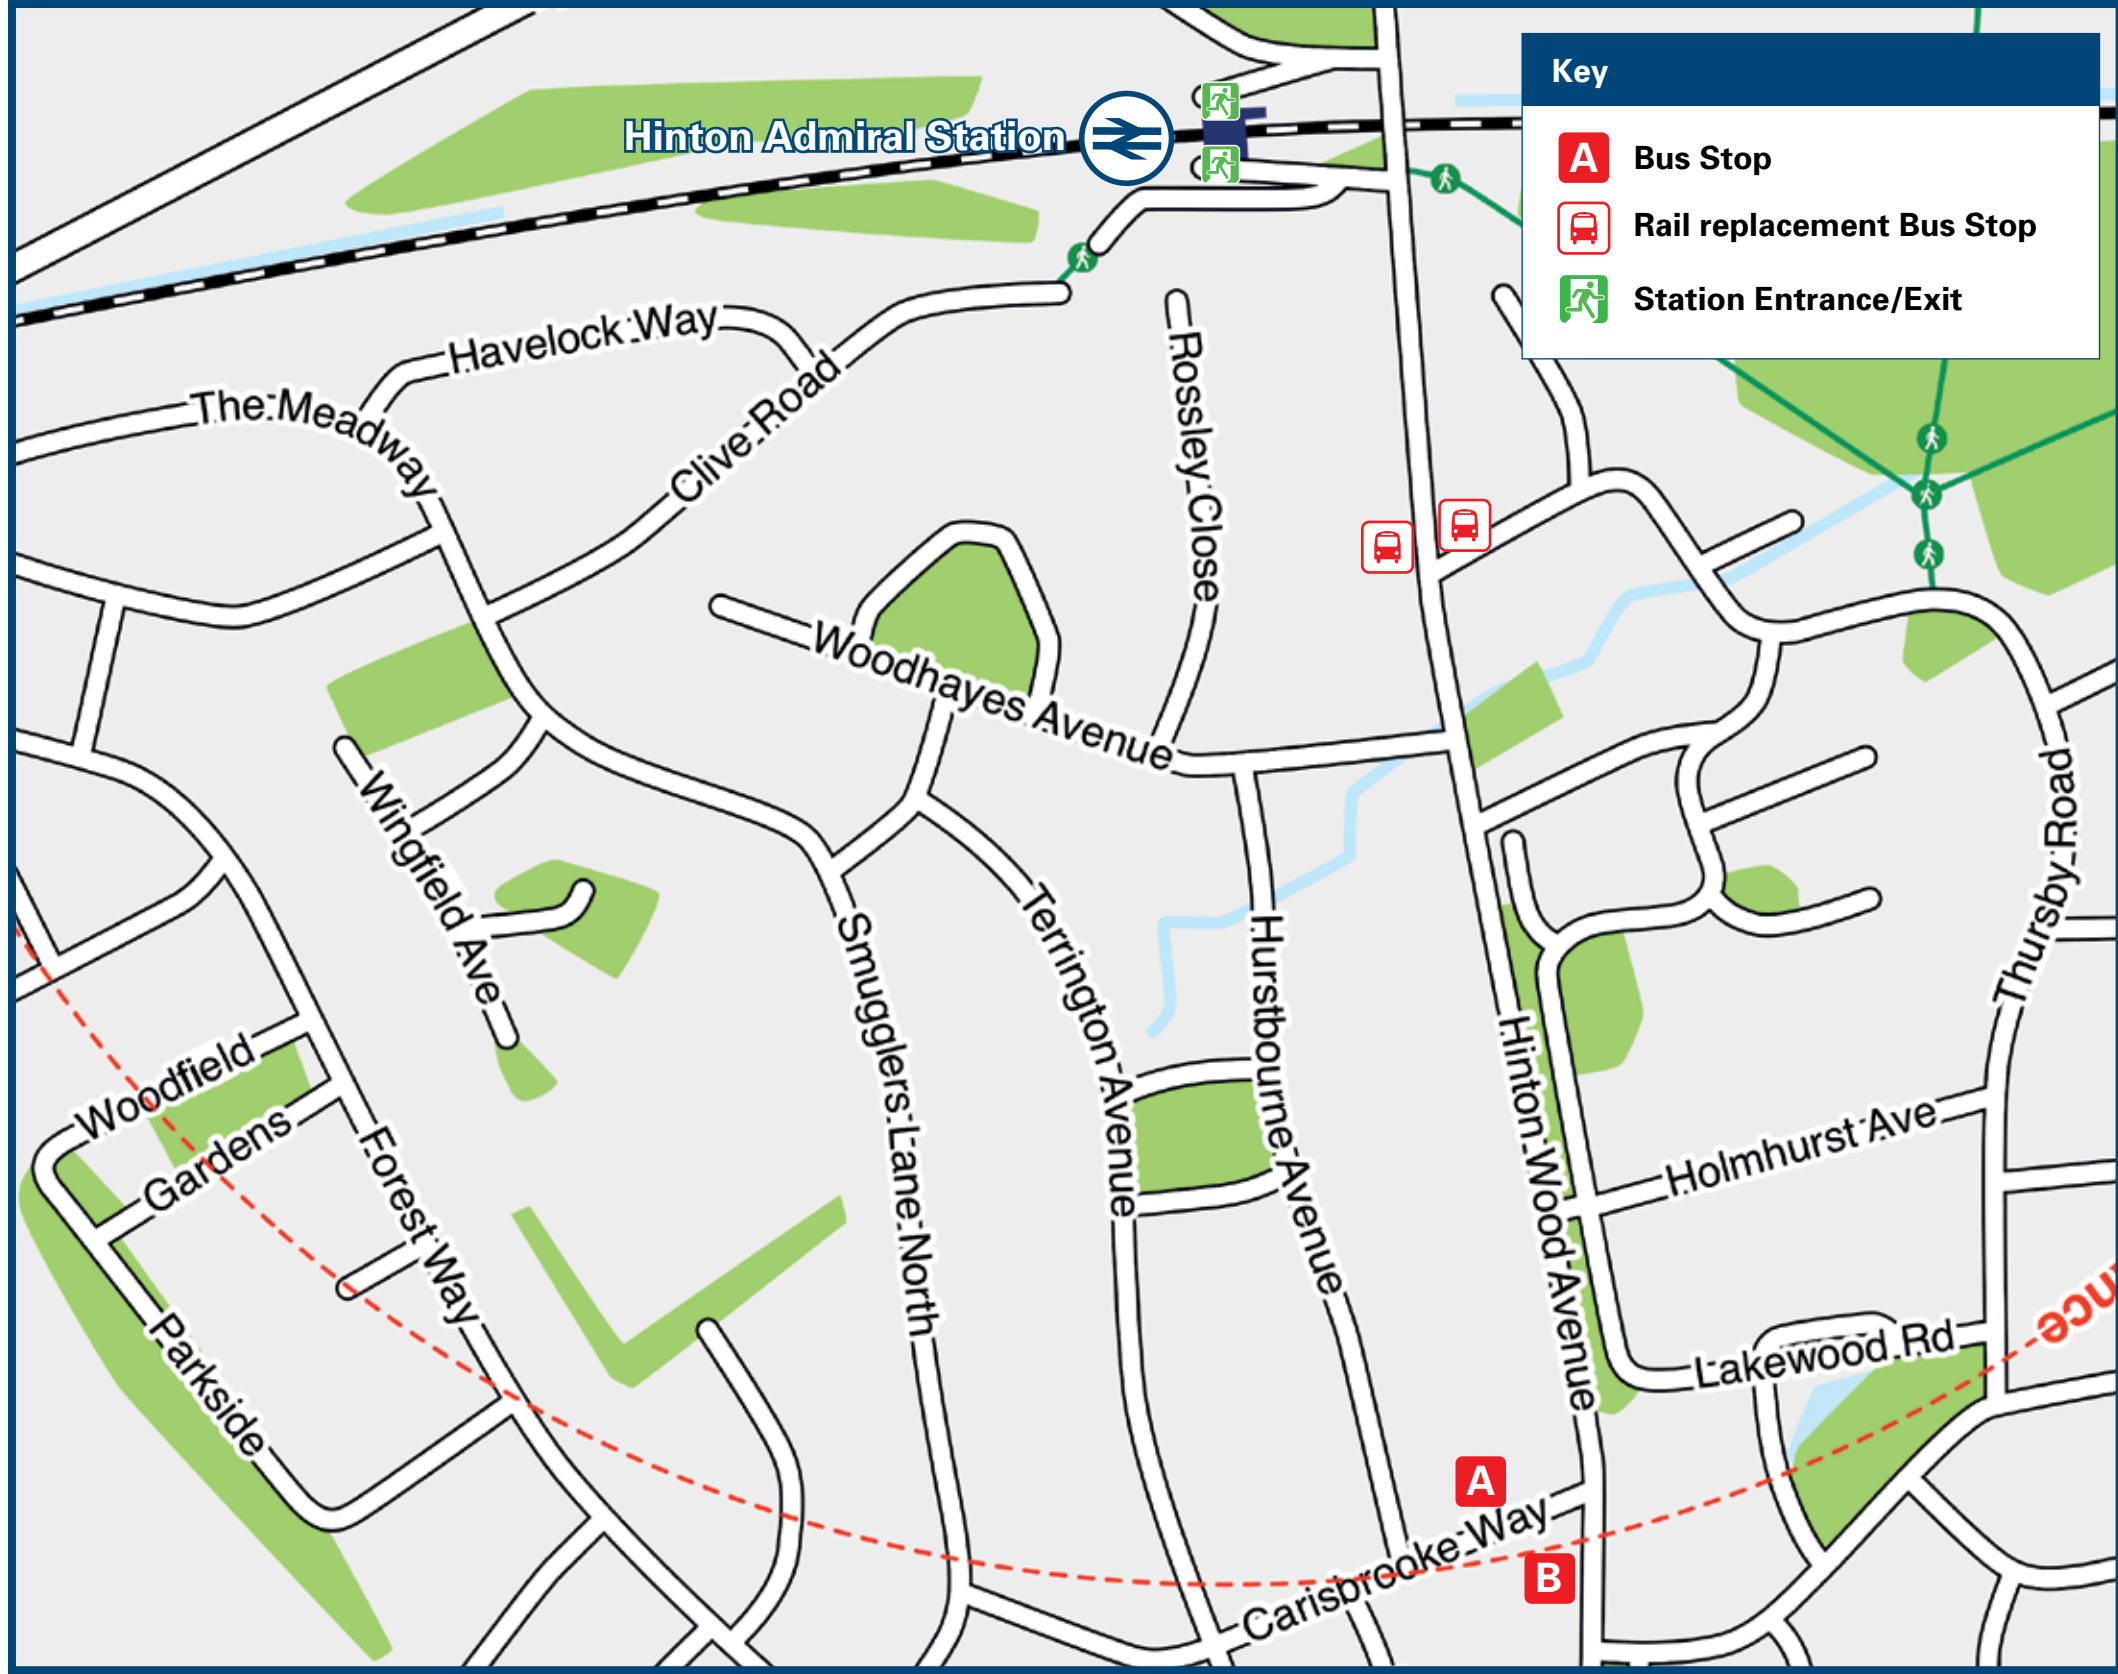 Key
A Bus Stop
Rail replacement Bus Stop
Station Entrance/Exit
Hinton Admiral Station
Havelock Way
The Meadway
Clive Road
Rossley Close
Woodhayes Avenue
Wingfield Ave
Thursby Road
Smugglers Lane North
Terrington Avenue
Hurstbourne Avenue
Hinton Wood Avenue
Woodfield
Gardens
Forest Way
Holmhurst Ave
Parkside
Lakewood Rd
nce
A
Carisbrooke Way
B